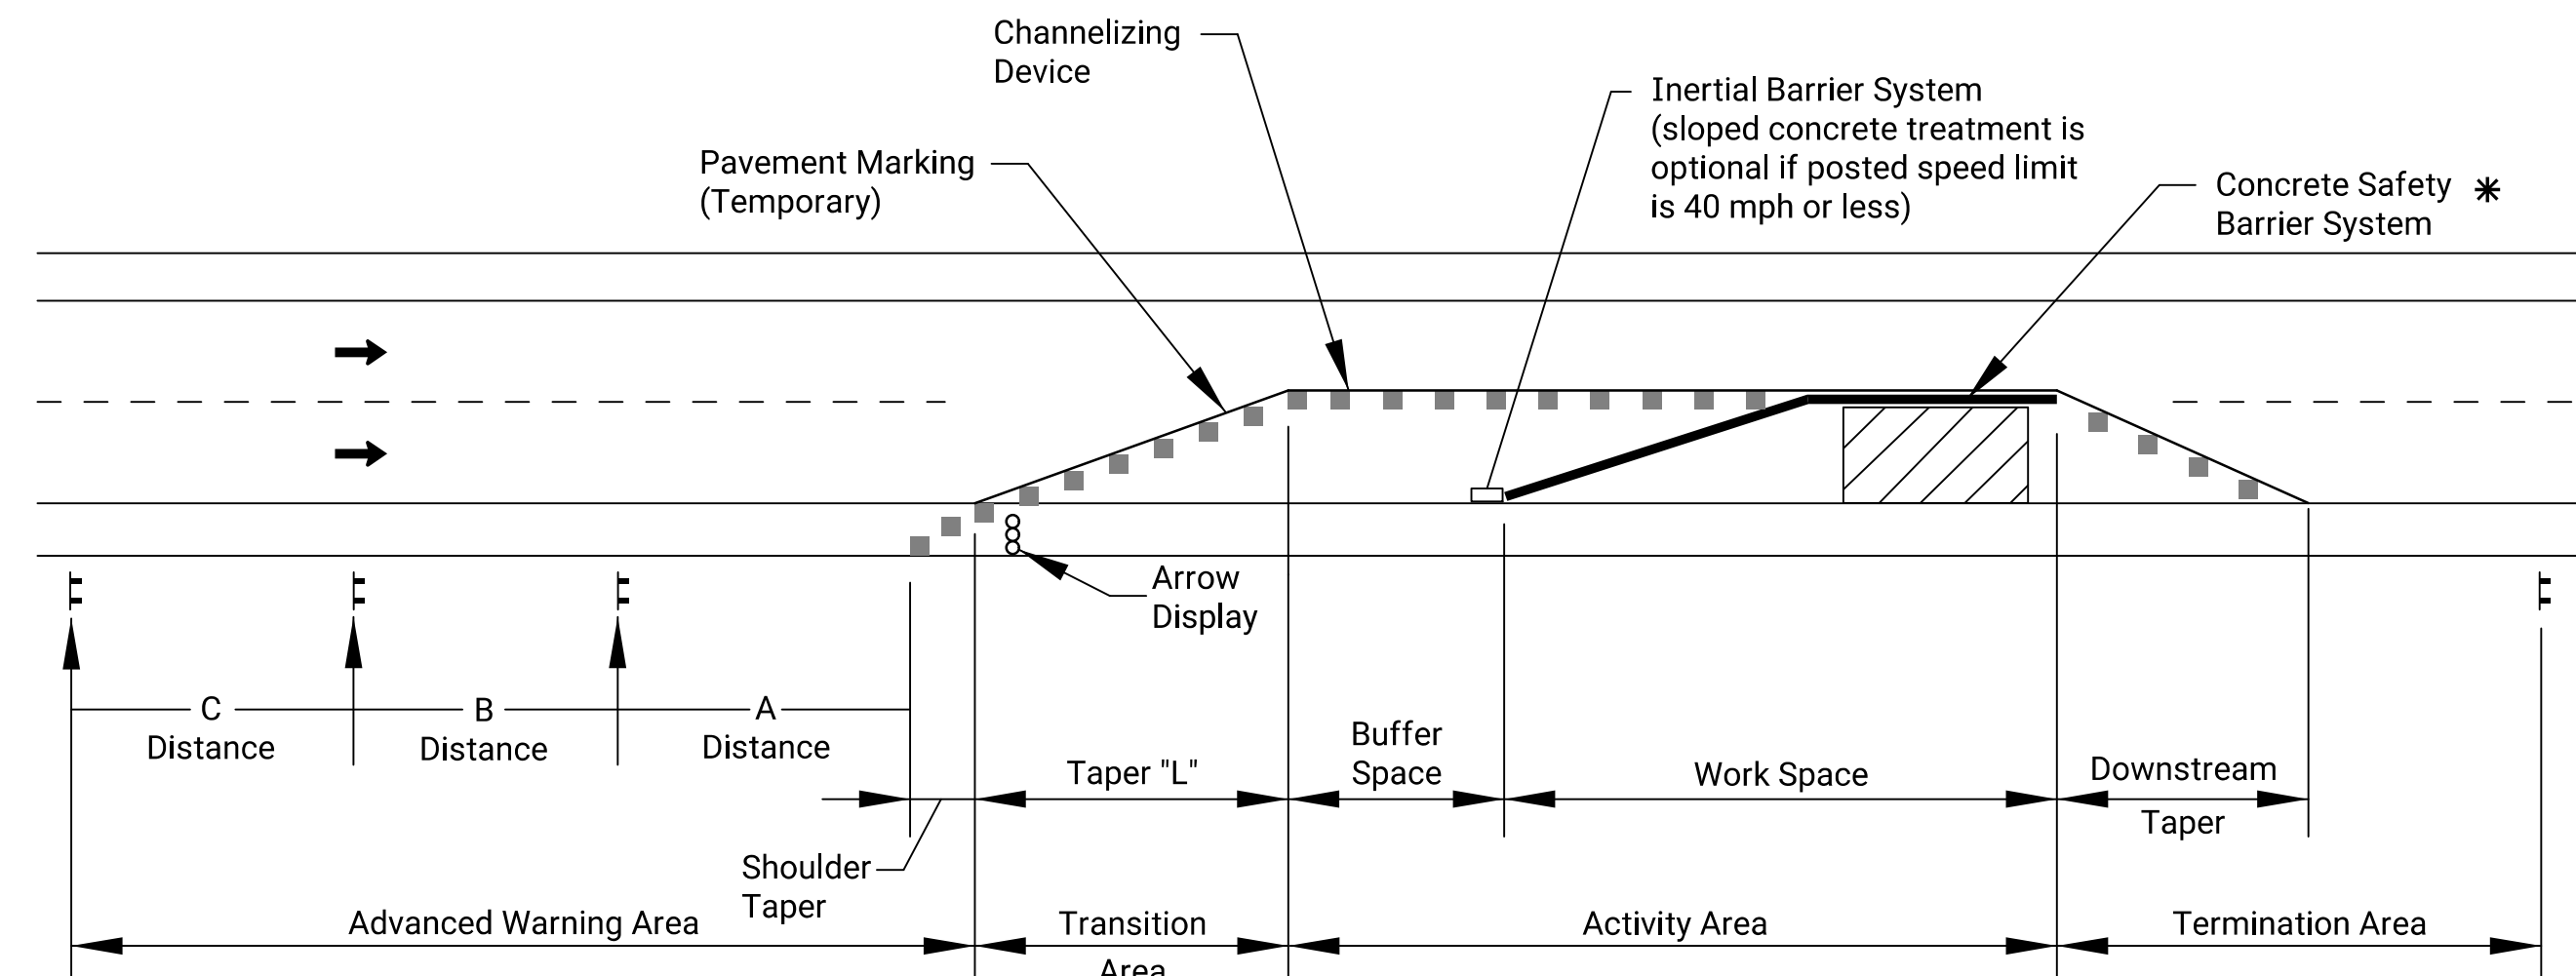 Channelizing
Device
Inertial Barrier System
(sloped concrete treatment is
optional if posted speed limit
is 40 mph or less)
Pavement Marking
(Temporary)
Concrete Safety *
Barrier System
Arrow
Display
C
Distance
B
Distance
A
Distance
Buffer
Space
Taper "L"
Work Space
Downstream
Taper
Shoulder
Taper
Advanced Warning Area
Transition
Area
Activity Area
Termination Area